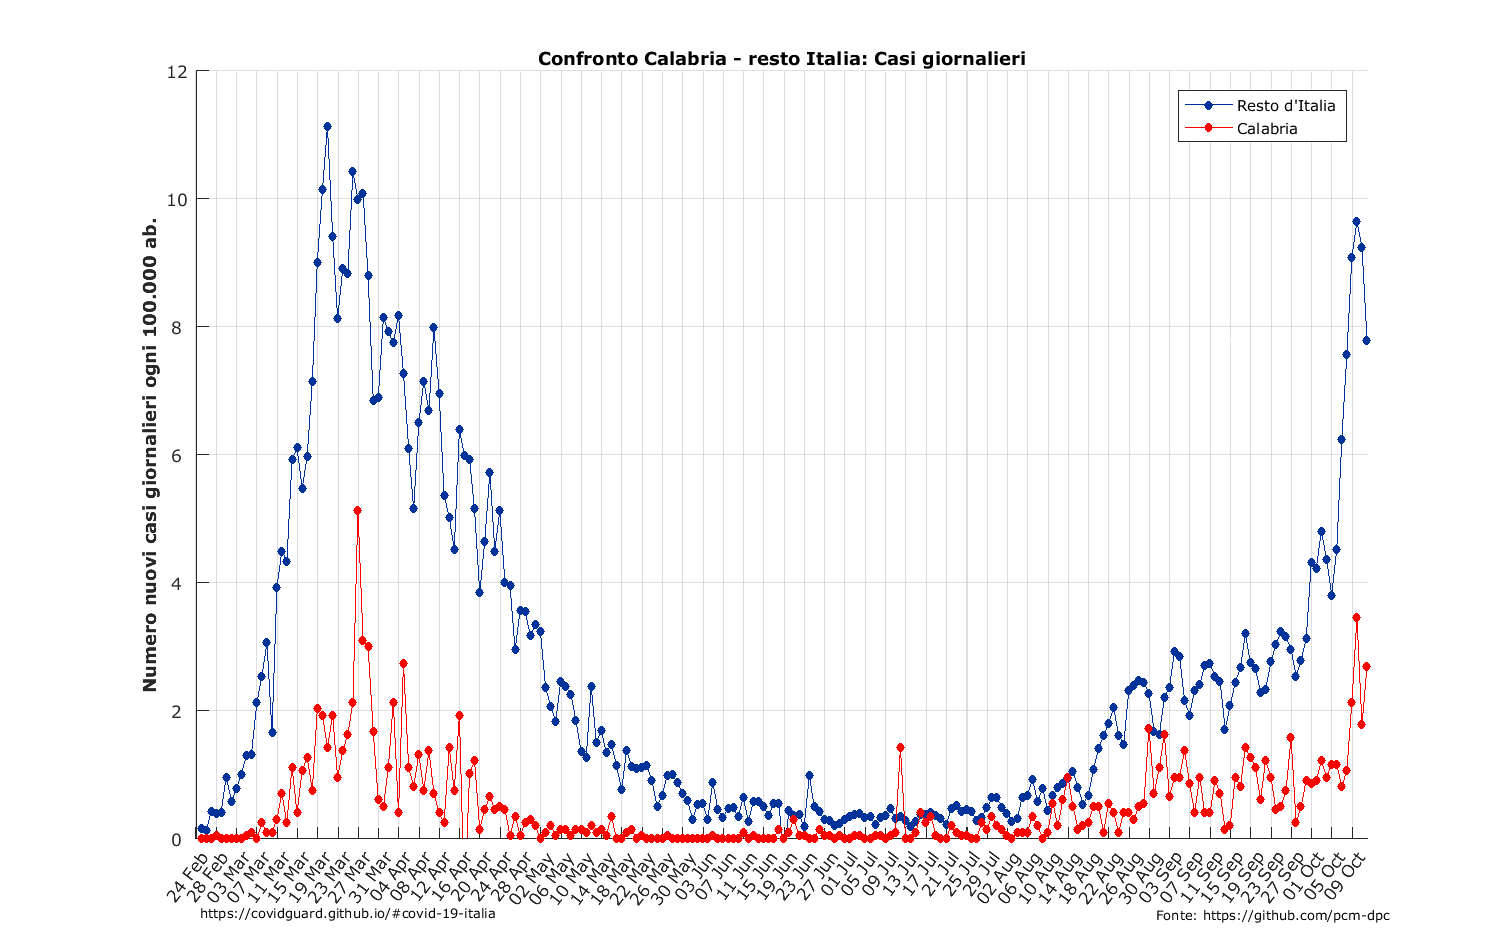 Confronto Calabria - resto Italia: Casi giornalieri
Resto d'Italia
Calabria
Numero nuovi casi giornalieri ogni 100.000 ab.
12
10
8
6
4
2
0
24 Feb
28 Feb
03 Mar
07 Mar
11 Mar
15 Mar
19 Mar
23 Mar
27 Mar
31 Mar
04 Apr
08 Apr
12 Apr
16 Apr
20 Apr
24 Apr
28 Apr
02 May
06 May
10 May
14 May
18 May
22 May
26 May
30 May
03 Jun
07 Jun
11 Jun
15 Jun
19 Jun
23 Jun
27 Jun
01 Jul
05 Jul
09 Jul
13 Jul
17 Jul
21 Jul
25 Jul
29 Jul
02 Aug
06 Aug
10 Aug
14 Aug
18 Aug
22 Aug
26 Aug
30 Aug
03 Sep
07 Sep
11 Sep
15 Sep
19 Sep
23 Sep
27 Sep
01 Oct
05 Oct
09 Oct
https://covidguard.github.io/#covid-19-italia
Fonte: https://github.com/pcm-dpc